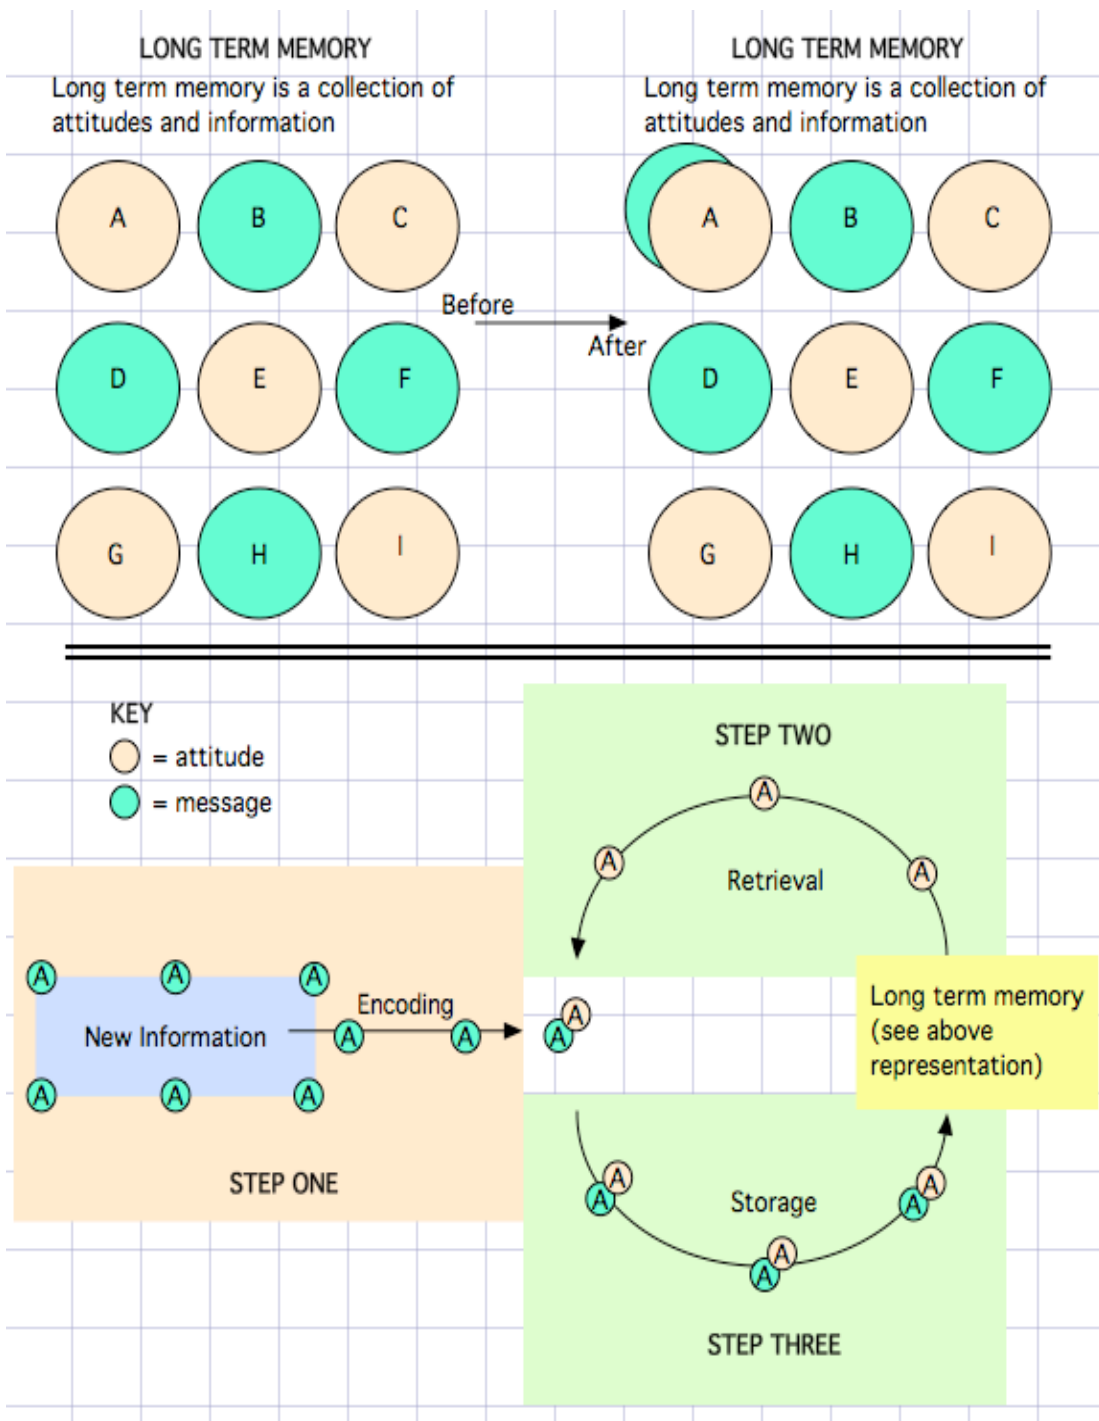 LONG TERM MEMORY
Long term memory is a collection of
attitudes and information
A
B
C
D
E
F
G
H
I
Before
After
LONG TERM MEMORY
Long term memory is a collection of
attitudes and information
A
B
C
D
E
F
G
H
I
KEY
= attitude
= message
A
A
A
New Information
A
A
A
Encoding
A
A
STEP ONE
STEP TWO
A
A
A
Retrieval
A
A
Long term memory
(see above
representation)
A
A
A
A
A
A
Storage
STEP THREE